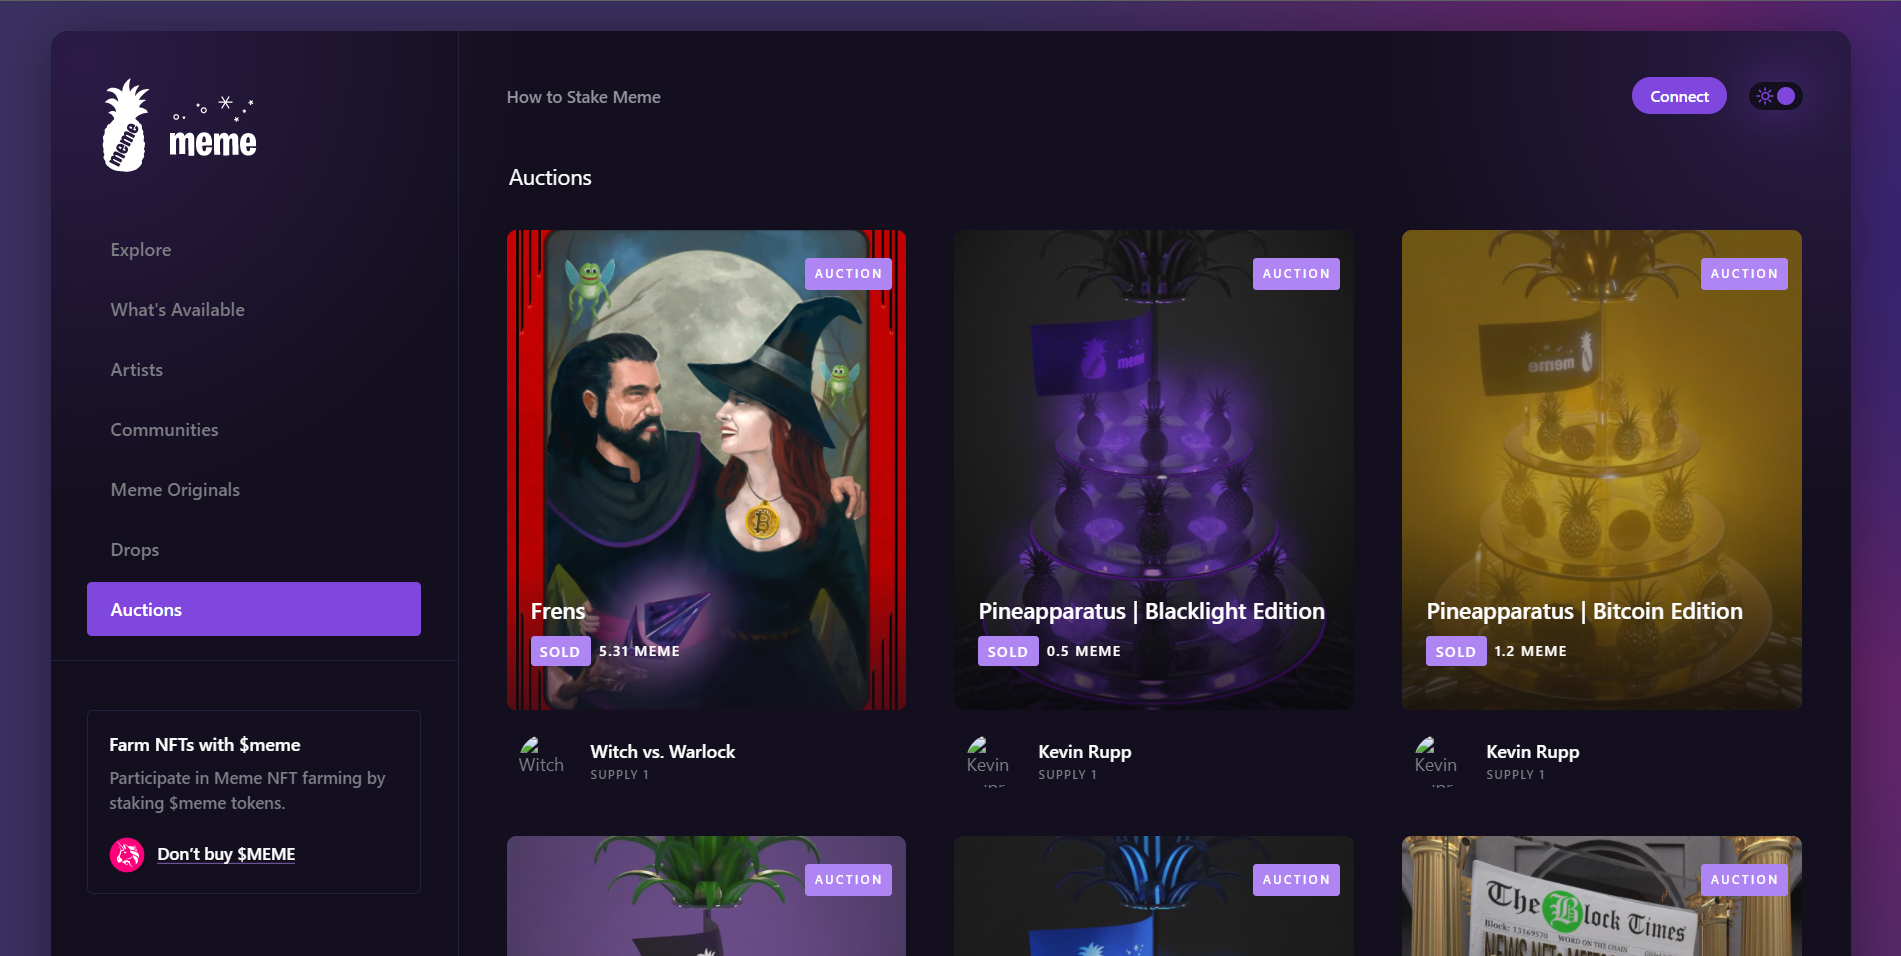 meme
meme
How to Stake Meme
Connect
Auctions
Explore
What's Available
Artists
Communities
Meme Originals
Drops
Auctions
Farm NFTs with $meme
Participate in Meme NFT farming by
staking $meme tokens.
Don't buy $MEME
AUCTION
Frens
SOLD 5.31 MEME
Witch
Witch vs. Warlock
SUPPLY 1
AUCTION
meme
Pineapparatus | Blacklight Edition
SOLD 0.5 MEME
Kevin
Kevin Rupp
SUPPLY 1
AUCTION
meme
Pineapparatus | Bitcoin Edition
SOLD 1.2 MEME
Kevin
Kevin Rupp
SUPPLY 1
AUCTION
AUCTION
AUCTION
The Block Times
Block: 13169570
WORD ON THE CHAIN